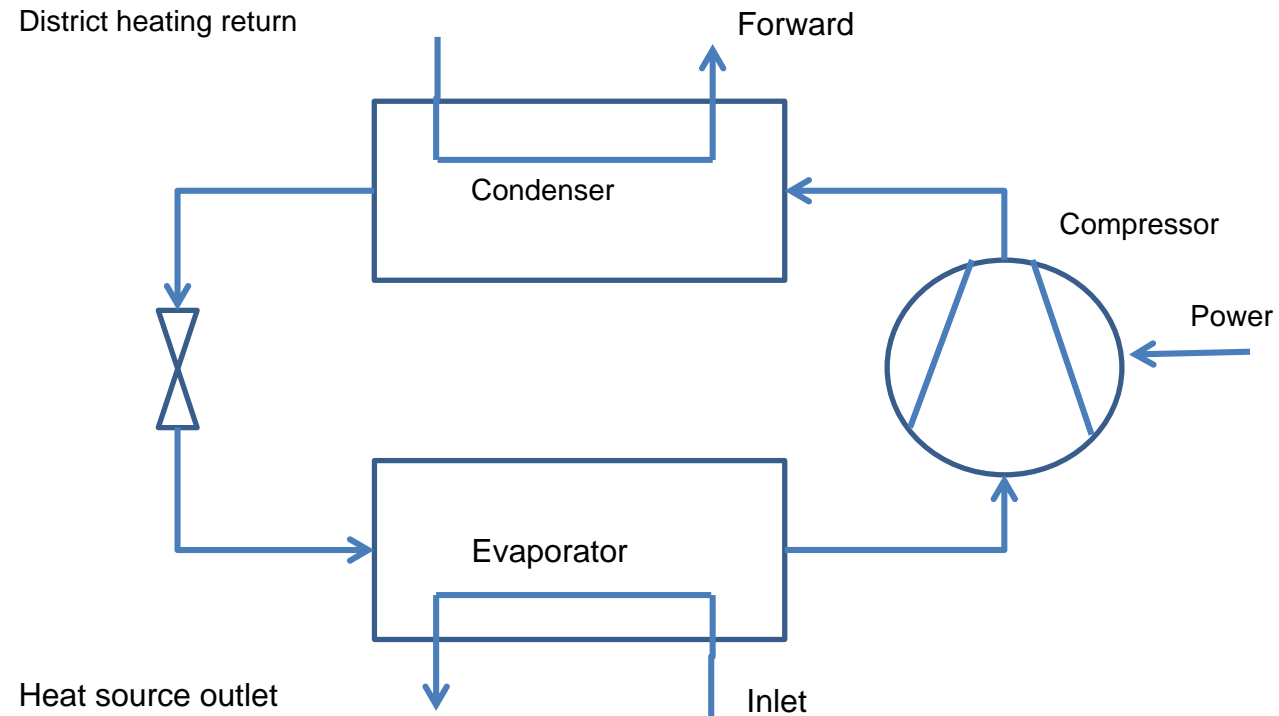 District heating return
Forward
Condenser
Compressor
Power
Evaporator
Heat source outlet
Inlet